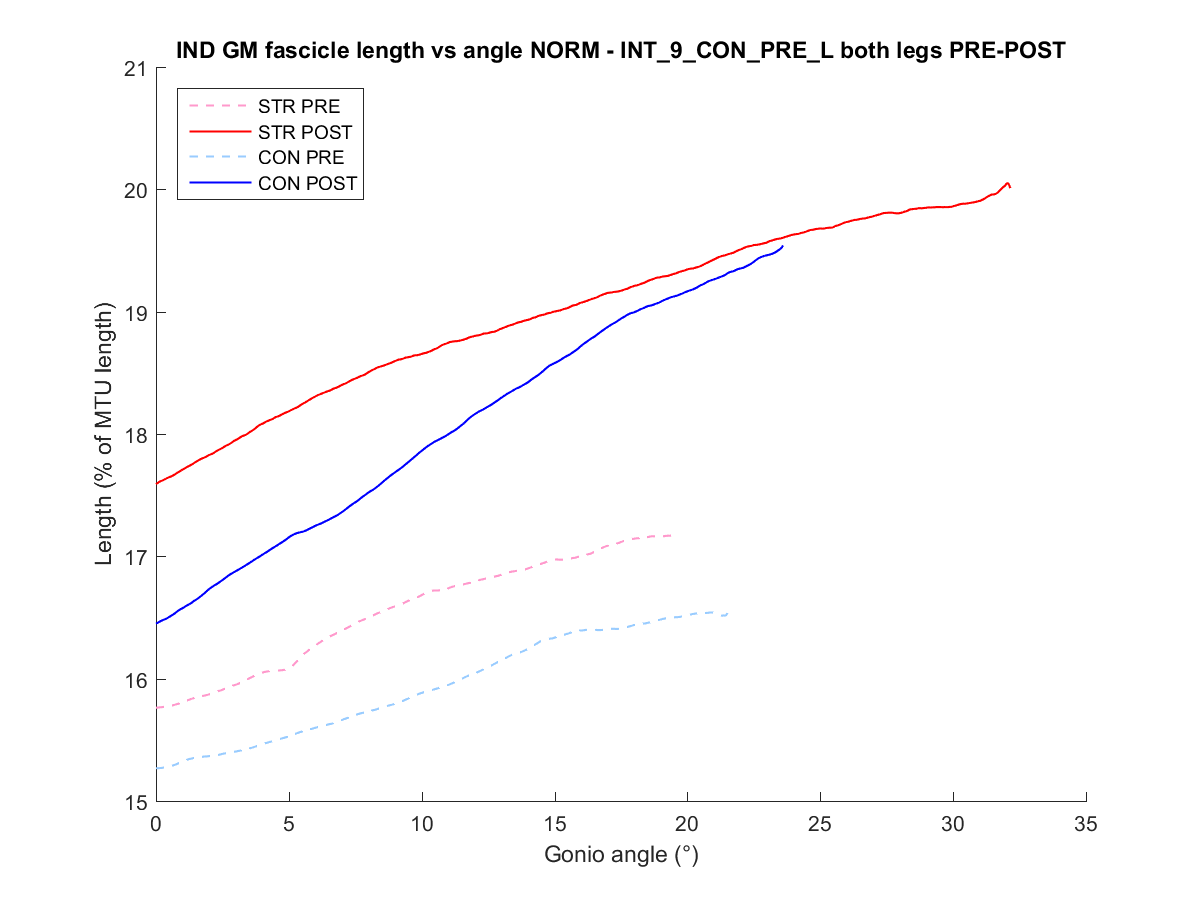 IND GM fascicle length vs angle NORM - INT_9_CON_PRE_L both legs PRE-POST
21
20
19
18
17
16
15
Length (% of MTU length)
STR PRE
STR POST
CON PRE
CON POST
0 5 10 15 20 25 30 35
Gonio angle (°)